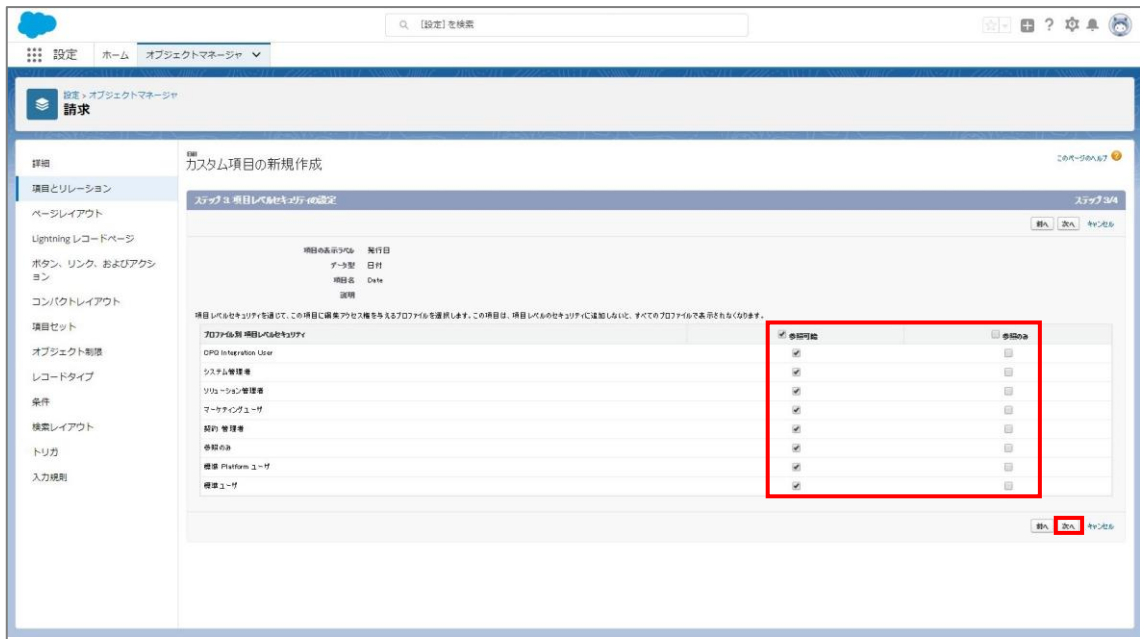 [設定] を検索
設定 ホーム オブジェクトマネージャ
設定 > オブジェクトマネージャ
請求
詳細
項目とリレーション
ページレイアウト
Lightning レコードページ
ボタン、リンク、およびアクシ
ョン
コンパクトレイアウト
項目セット
オブジェクト制限
レコードタイプ
条件
検索レイアウト
トリガ
入力規則
請求
カスタム項目の新規作成
このページのヘルプ
ステップ 3. 項目レベルセキュリティの設定 ステップ 3/4
前へ 次へ キャンセル
項目の表示ラベル 発行日
データ型 日付
項目名 Date
説明
項目レベルセキュリティを通じて、この項目に編集アクセス権を与えるプロファイルを選択します。この項目は、項目レベルのセキュリティに追加しないと、すべてのプロファイルで表示されなくなります。
プロファイル別 項目レベルセキュリティ 参照可能 参照のみ
CPQ Integration User
システム管理者
ソリューション管理者
マーケティングユーザ
契約 管理者
参照のみ
標準 Platform ユーザ
標準ユーザ
前へ 次へ キャンセル